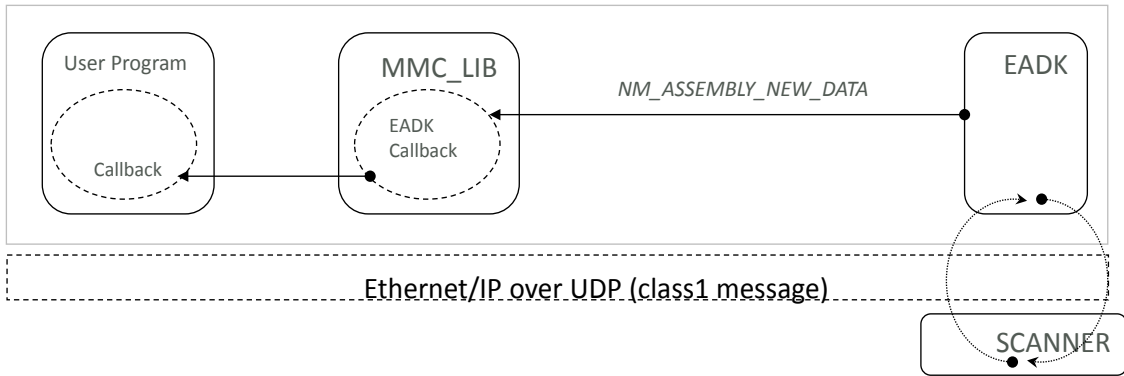 User Program
MMC_LIB
EADK
NM_ASSEMBLY_NEW_DATA
EADK
Callback
Callback
Ethernet/IP over UDP (class1 message)
SCANNER